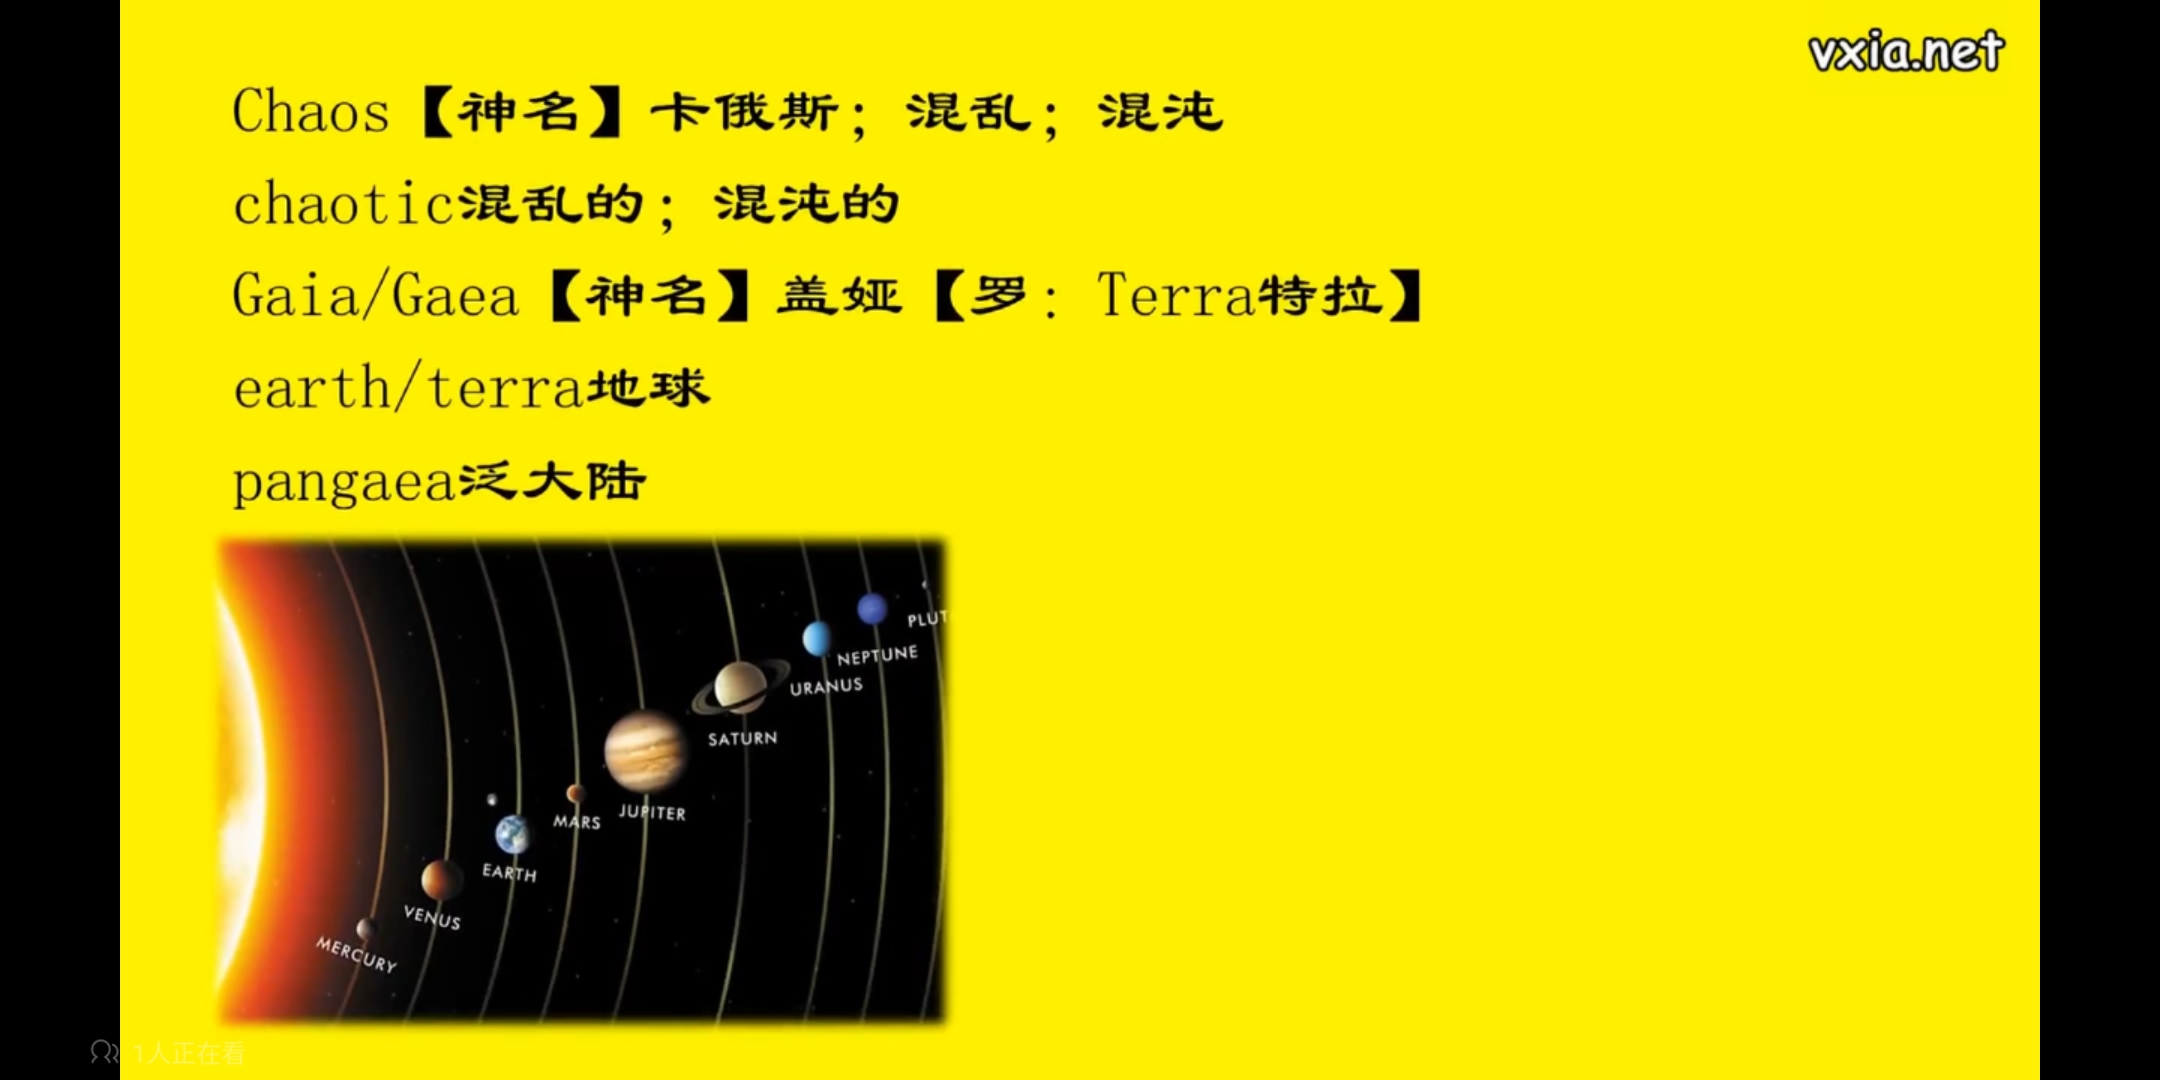 vxia.net
Chaos【神名】卡俄斯；混乱；混沌
chaotic混乱的；混沌的
Gaia/Gaea【神名】盖娅【罗：Terra特拉】
earth/terra地球
pangaea泛大陆
PLUT
NEPTUNE
URANUS
SATURN
JUPITER
MARS
EARTH
VENUS
MERCURY
1人正在看